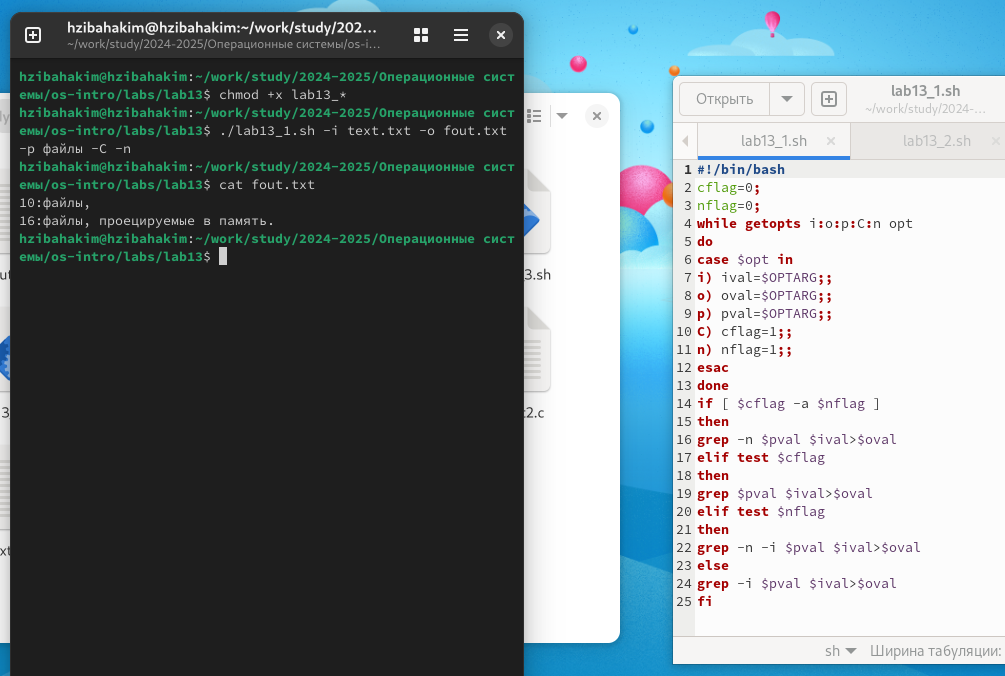 hzibahakim@hzibahakim:~/work/study/202...
~/work/study/2024-2025/Операционные системы/os-i...
hzibahakim@hzibahakim:~/work/study/2024-2025/Операционные сист
емы/os-intro/labs/lab13$ chmod +x lab13_*
hzibahakim@hzibahakim:~/work/study/2024-2025/Операционные сист
емы/os-intro/labs/lab13$ ./lab13_1.sh -i text.txt -o fout.txt
-p файлы -C -n
hzibahakim@hzibahakim:~/work/study/2024-2025/Операционные сист
емы/os-intro/labs/lab13$ cat fout.txt
10:файлы,
16:файлы, проецируемые в память.
hzibahakim@hzibahakim:~/work/study/2024-2025/Операционные сист
емы/os-intro/labs/lab13$
3.sh
t2.c
Открыть
lab13_1.sh
~/work/study/2024-...
lab13_1.sh
lab13_2.sh
1 #!/bin/bash
2 cflag=0;
3 nflag=0;
4 while getopts i:o:p:C:n opt
5 do
6 case $opt in
7 i) ival=$OPTARG;;
8 o) oval=$OPTARG;;
9 p) pval=$OPTARG;;
10 C) cflag=1;;
11 n) nflag=1;;
12 esac
13 done
14 if [ $cflag -a $nflag ]
15 then
16 grep -n $pval $ival>$oval
17 elif test $cflag
18 then
19 grep $pval $ival>$oval
20 elif test $nflag
21 then
22 grep -n -i $pval $ival>$oval
23 else
24 grep -i $pval $ival>$oval
25 fi
sh
Ширина табуляции: